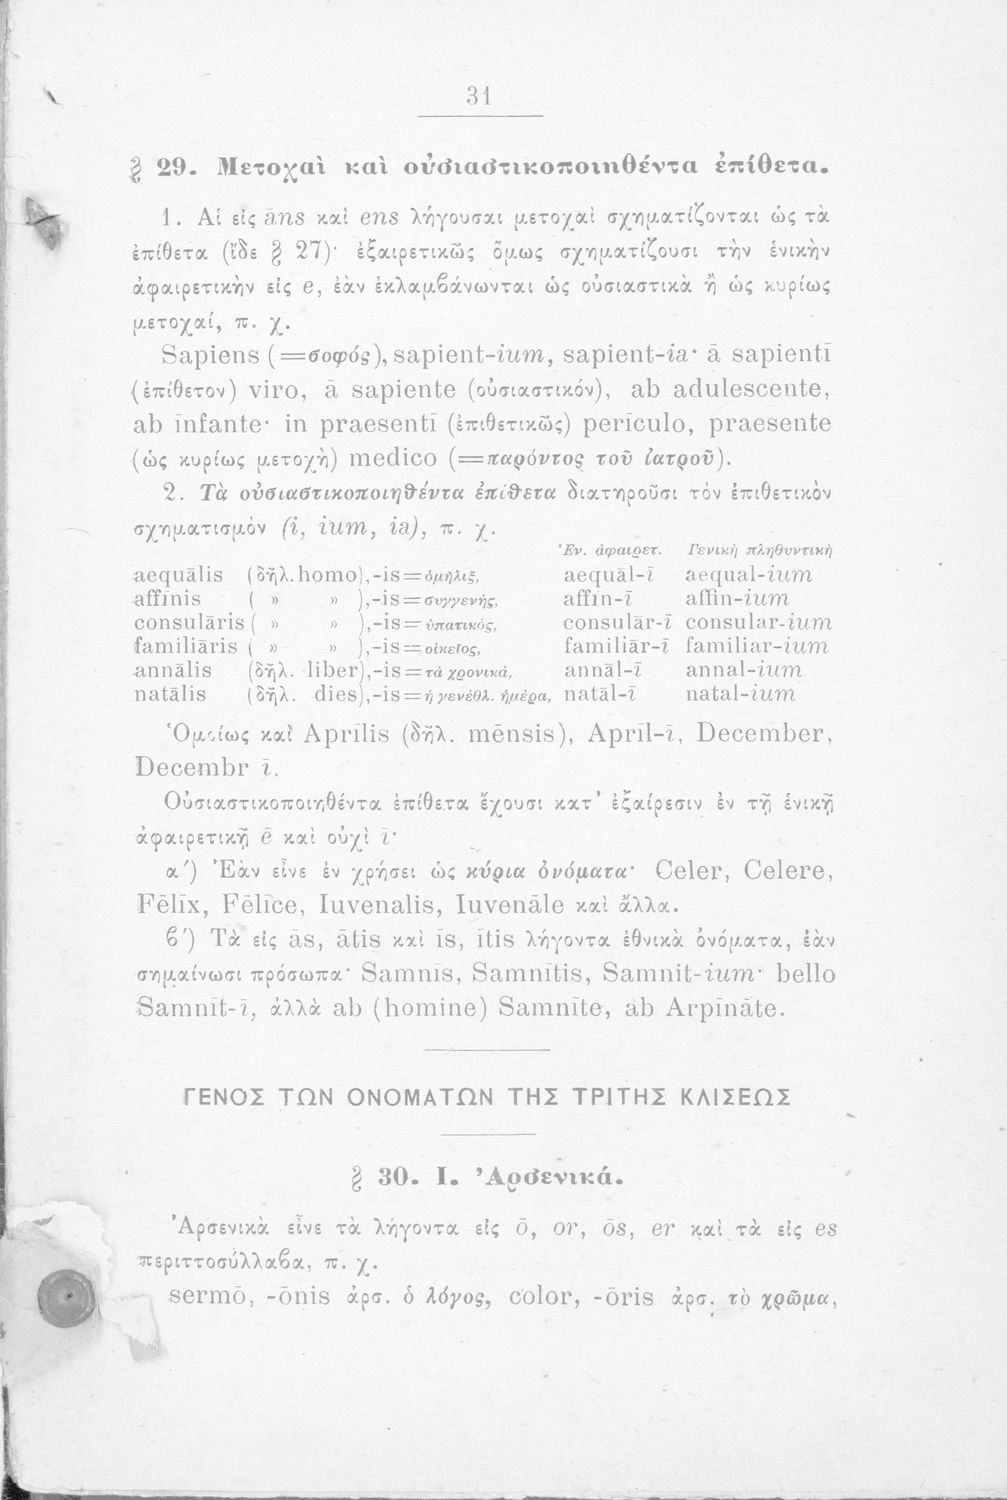 31
§ 29. Μετοχαὶ καὶ οὐσιαστικοποιηθέντα ἐπίθετα.
1. Αἱ εἰς āns καὶ ens λήγουσαι μετοχαὶ σχηματίζονται ὡς τὰ
ἐπίθετα (ἴδε § 27)· ἐξαιρετικῶς ὅμως σχηματίζουσι τὴν ἑνικὴν
ἀφαιρετικὴν εἰς e, ἐὰν ἐκλαμβάνωνται ὡς οὐσιαστικὰ ἢ ὡς κυρίως
μετοχαί, π. χ.
Sapiens (=σοφός), sapient-ium, sapient-ia· ā sapientī
(ἐπίθετον) viro, ā sapiente (οὐσιαστικόν), ab adulescente,
ab īnfante· in praesentī (ἐπιθετικῶς) perīculo, praesente
(ὡς κυρίως μετοχὴ) medico (=παρόντος τοῦ ἰατροῦ).
2. Τὰ οὐσιαστικοποιηθέντα ἐπίθετα διατηροῦσι τὸν ἐπιθετικὸν
σχηματισμὸν (ī, ium, ia), π. χ.
Ἑν. ἀφαιρετ. Γενικὴ πληθυντικὴ
aequālis (δῆλ. homo),-is=ὁμῆλιξ, aequāl-ī aequal-ium
affīnis ( » » ),-is=συγγενής, affīn-ī affin-ium
consulāris ( » » ),-is=ὑπατικός, consulār-ī consular-ium
familiāris ( » » ),-is=οἰκεῖος, familiār-ī familiar-ium
annālis (δῆλ. liber),-is=τὰ χρονικά, annāl-ī annal-ium
natālis (δῆλ. dies),-is=ἡ γενέθλ. ἡμέρα, natāl-ī natal-ium
Ὁμοίως καὶ Aprīlis (δῆλ. mēnsis), Aprīl-ī, December,
Decembr ī.
Οὐσιαστικοποιηθέντα ἐπίθετα ἔχουσι κατ' ἐξαίρεσιν ἐν τῇ ἑνικῇ
ἀφαιρετικῇ ĕ καὶ οὐχὶ ī·
α') Ἐὰν εἶνε ἐν χρήσει ὡς κύρια ὀνόματα· Celer, Celere,
Fēlīx, Fēlīce, Iuvenalis, Iuvenāle καὶ ἄλλα.
β') Τὰ εἰς ās, ātis καὶ īs, ītis λήγοντα ἐθνικὰ ὀνόματα, ἐὰν
σημαίνωσι πρόσωπα· Samnīs, Samnītis, Samnit-ium· bello
Samnīt-ī, ἀλλὰ ab (homine) Samnīte, ab Arpīnāte.
ΓΕΝΟΣ ΤΩΝ ΟΝΟΜΑΤΩΝ ΤΗΣ ΤΡΙΤΗΣ ΚΛΙΣΕΩΣ
§ 30. I. Ἀρσενικά.
Ἀρσενικὰ εἶνε τὰ λήγοντα εἰς ō, or, ōs, er καὶ τὰ εἰς es
περιττοσύλλαβα, π. χ.
sermō, -ōnis ἀρσ. ὁ λόγος, color, -ōris ἀρσ. τὸ χρῶμα,